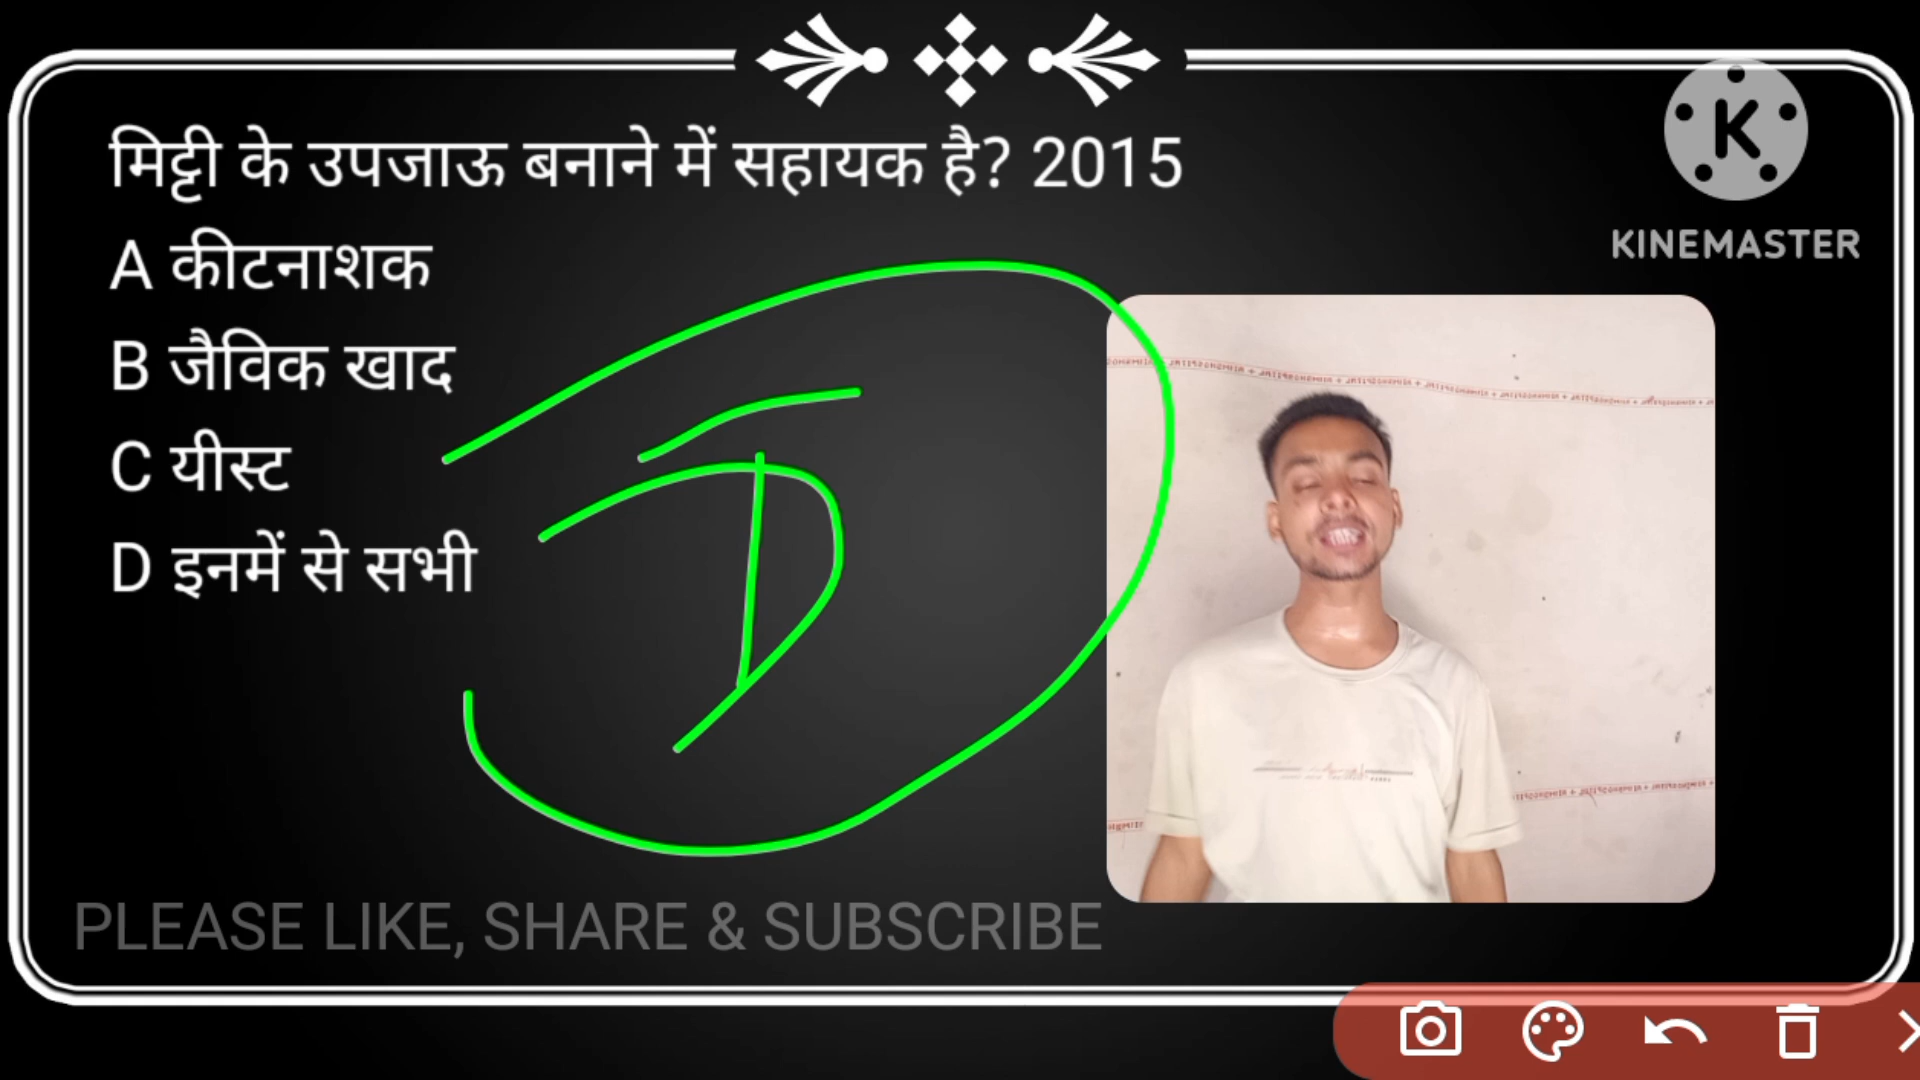 मिट्टी के उपजाऊ बनाने में सहायक है? 2015
A कीटनाशक
B जैविक खाद
C यीस्ट
D इनमें से सभी
D
K
KINEMASTER
PLEASE LIKE, SHARE & SUBSCRIBE